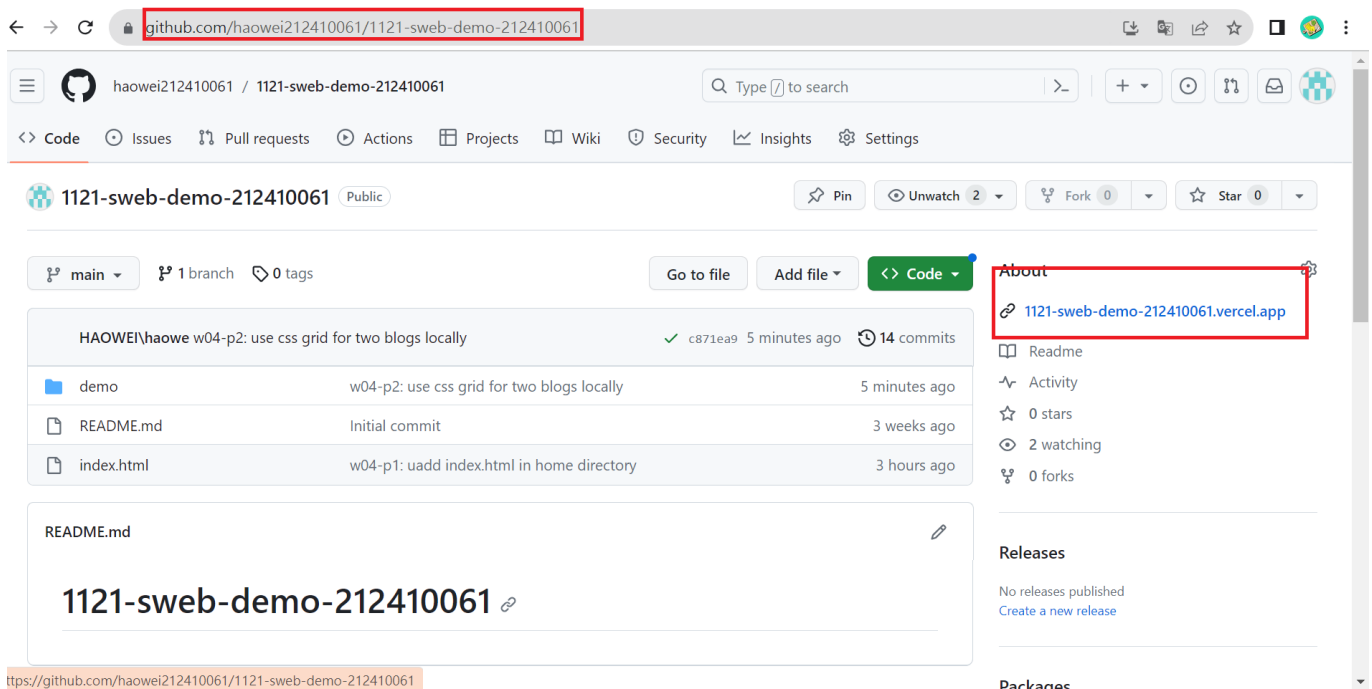 github.com/haowei212410061/1121-sweb-demo-212410061
haowei212410061 / 1121-sweb-demo-212410061
Type / to search
Code Issues Pull requests Actions Projects Wiki Security Insights Settings
1121-sweb-demo-212410061 Public
Pin Unwatch 2 Fork 0 Star 0
main 1 branch 0 tags Go to file Add file Code
HAOWEI\haowe w04-p2: use css grid for two blogs locally c871ea9 5 minutes ago 14 commits
demo w04-p2: use css grid for two blogs locally 5 minutes ago
README.md Initial commit 3 weeks ago
index.html w04-p1: uadd index.html in home directory 3 hours ago
README.md
1121-sweb-demo-212410061
About
1121-sweb-demo-212410061.vercel.app
Readme
Activity
0 stars
2 watching
0 forks
Releases
No releases published
Create a new release
Packages
ttps://github.com/haowei212410061/1121-sweb-demo-212410061